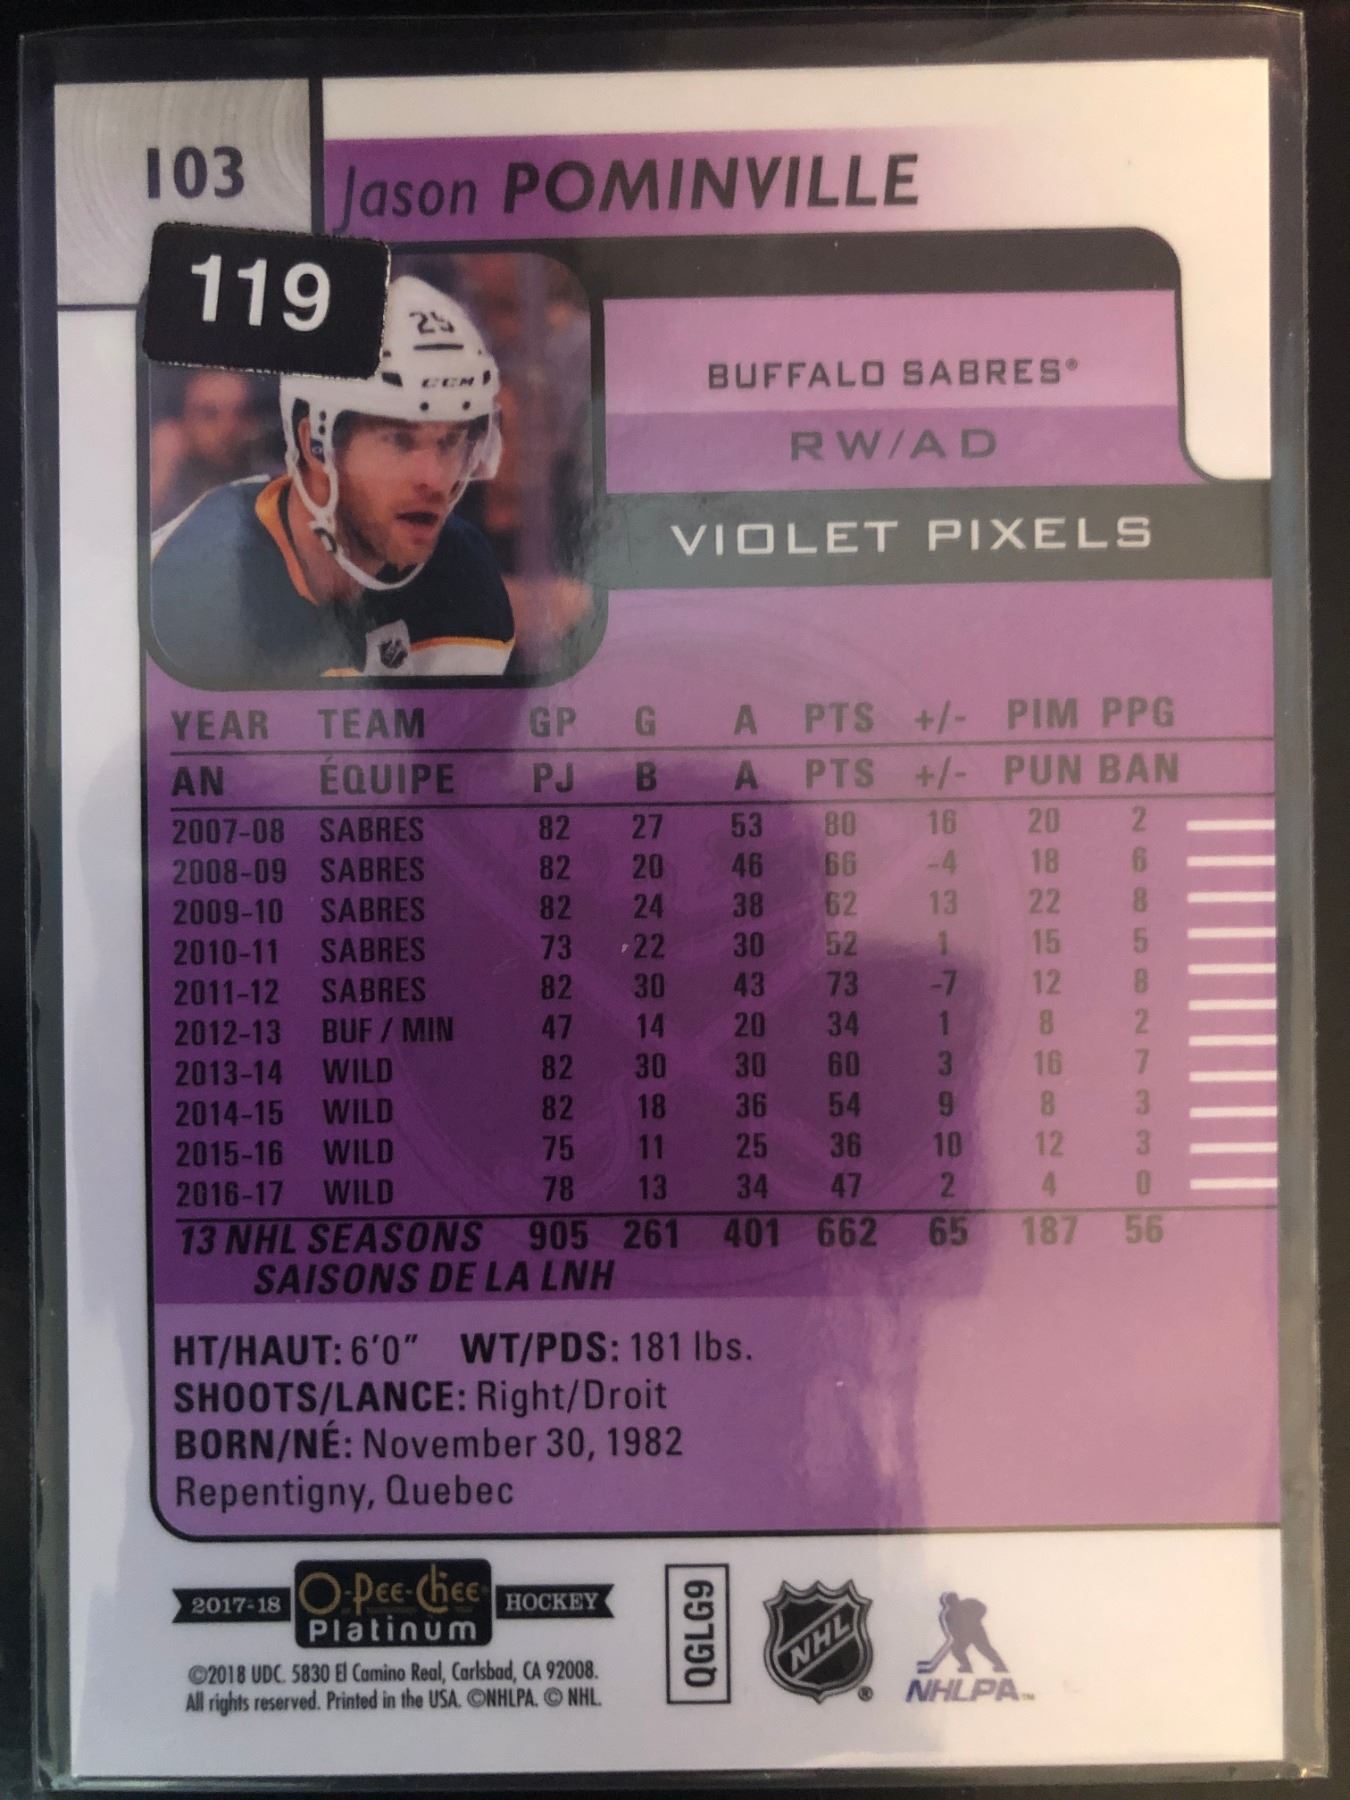 103
Jason POMINVILLE
119
25
CCM
BUFFALO SABRES®
RW/AD
VIOLET PIXELS
YEAR TEAM GP G A PTS +/- PIM PPG
AN ÉQUIPE PJ B A PTS +/- PUN BAN
2007-08 SABRES 82 27 53 80 16 20 2
2008-09 SABRES 82 20 46 66 -4 18 6
2009-10 SABRES 82 24 38 62 13 22 8
2010-11 SABRES 73 22 30 52 1 15 5
2011-12 SABRES 82 30 43 73 -7 12 8
2012-13 BUF / MIN 47 14 20 34 1 8 2
2013-14 WILD 82 30 30 60 3 16 7
2014-15 WILD 82 18 36 54 9 8 3
2015-16 WILD 75 11 25 36 10 12 3
2016-17 WILD 78 13 34 47 2 4 0
13 NHL SEASONS 905 261 401 662 65 187 56
SAISONS DE LA LNH
HT/HAUT: 6'0" WT/PDS: 181 lbs.
SHOOTS/LANCE: Right/Droit
BORN/NÉ: November 30, 1982
Repentigny, Quebec
2017-18 O-Pee-Chee Platinum HOCKEY
©2018 UDC. 5830 El Camino Real, Carlsbad, CA 92008.
All rights reserved. Printed in the USA. ©NHLPA. © NHL.
QGLG9
NHL®
NHLPA™